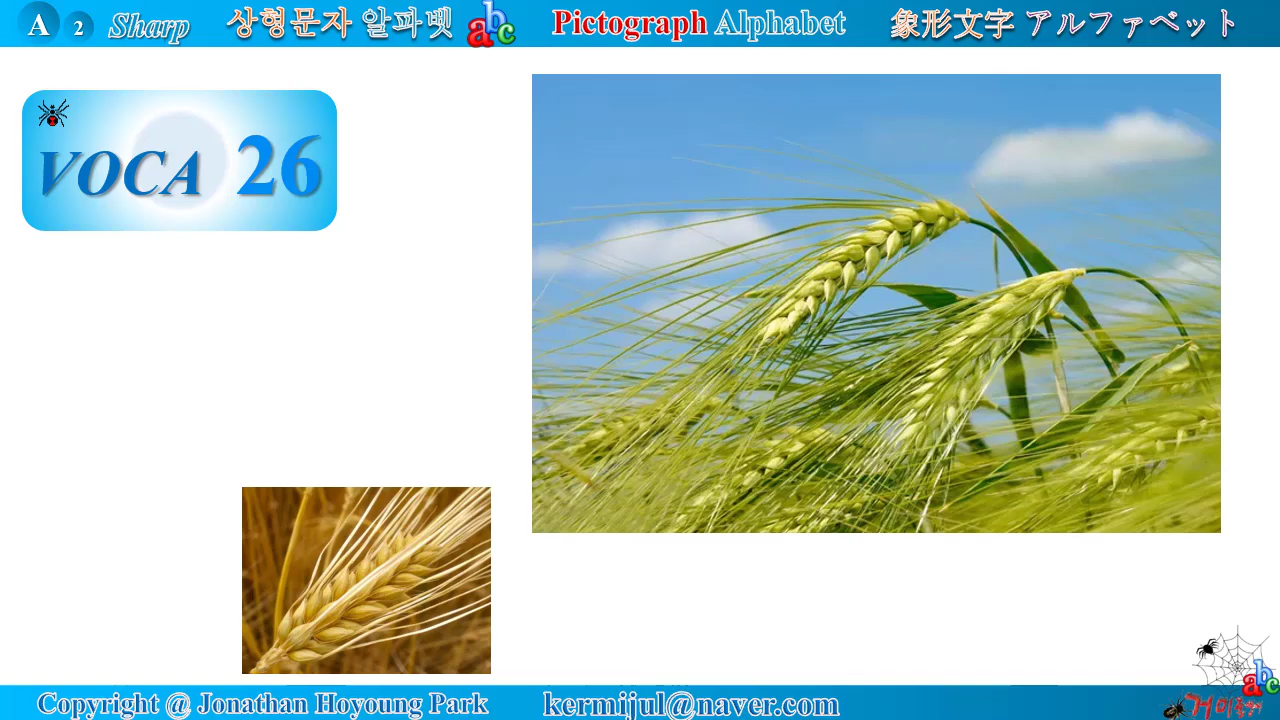 A 2 Sharp 상형문자 알파벳 abc Pictograph Alphabet 象形文字 アルファベット
VOCA 26
abc
Copyright @ Jonathan Hoyoung Park kermijul@naver.com